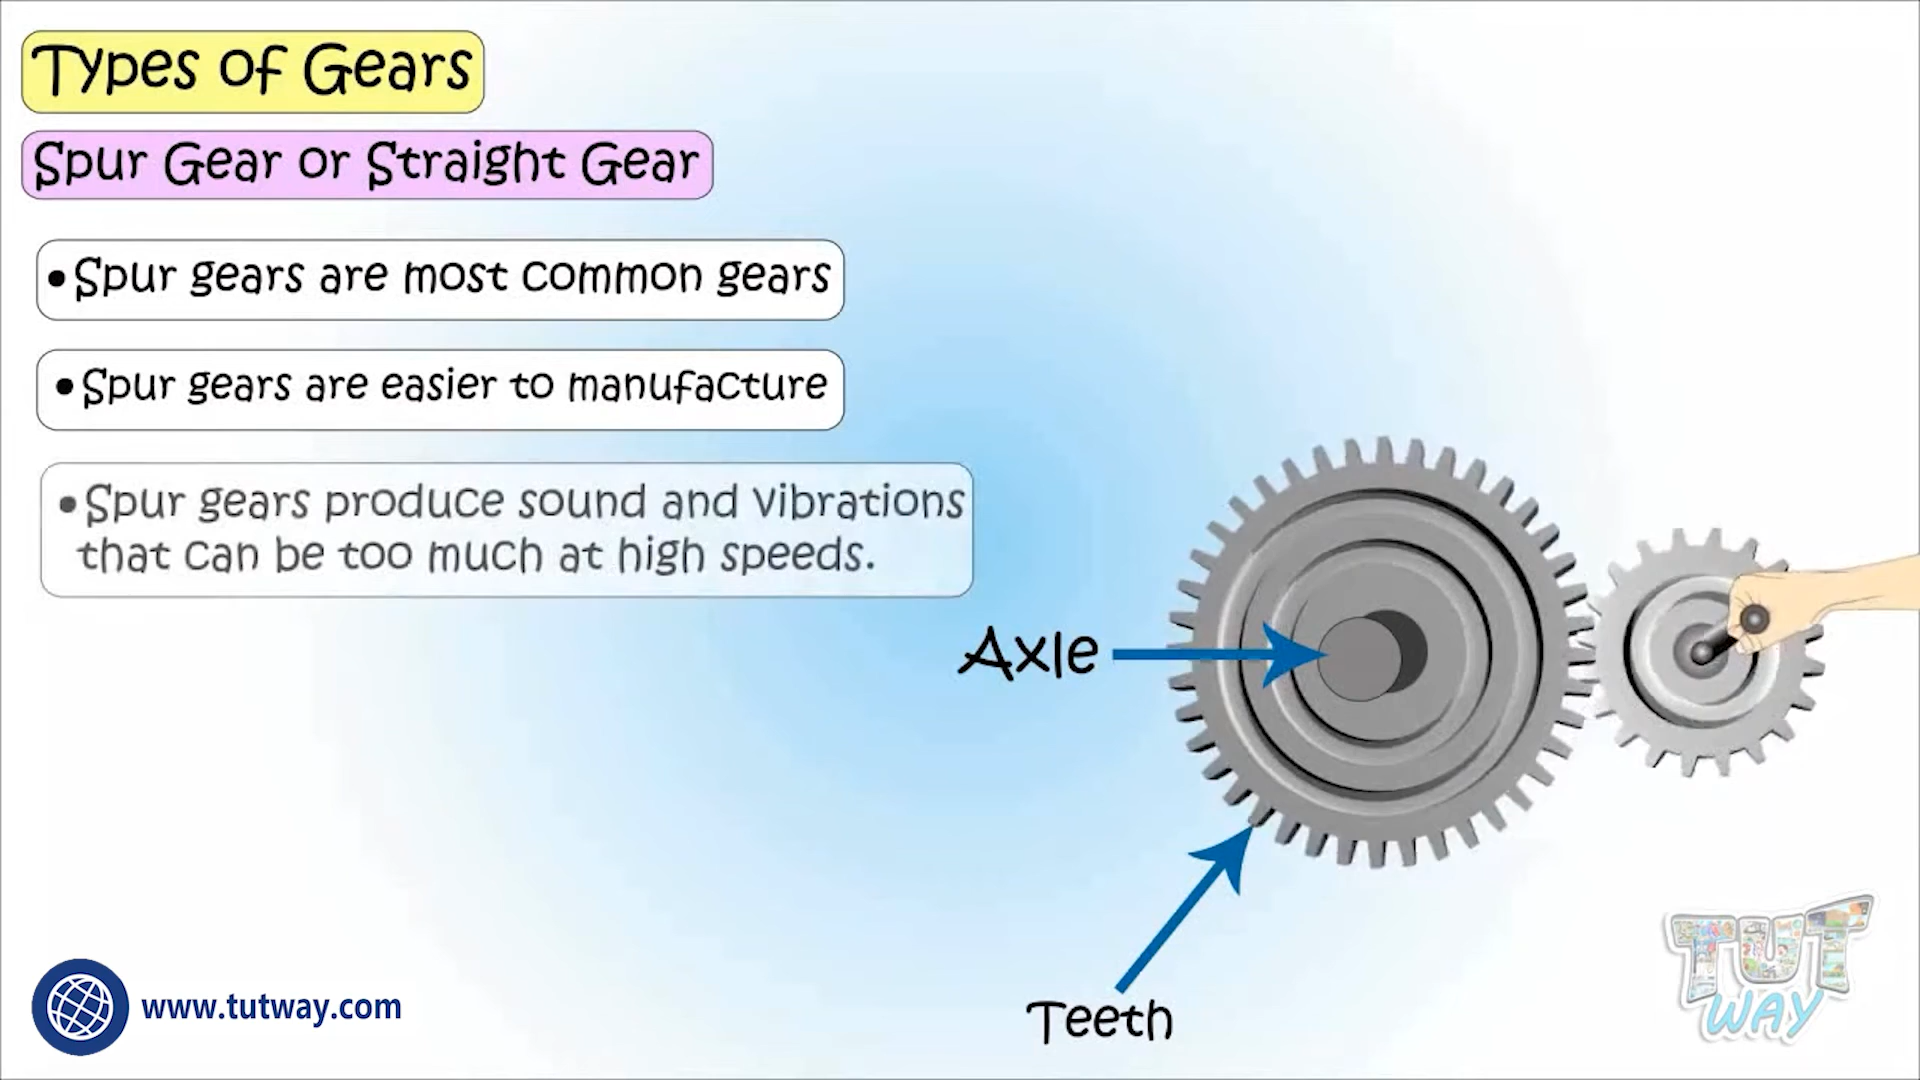 Types of Gears
Spur Gear or Straight Gear
•Spur gears are most common gears
•Spur gears are easier to manufacture
•Spur gears produce sound and vibrations
that can be too much at high speeds.
Axle
Teeth
www.tutway.com
TUT
WAY